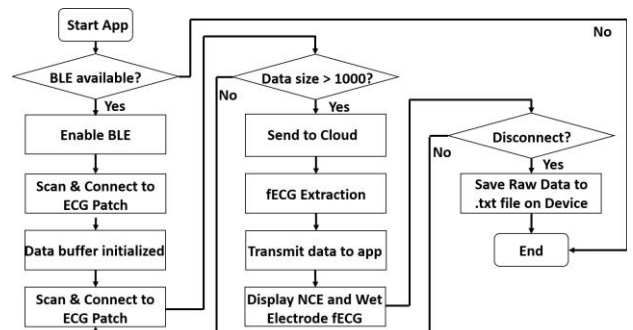 Start App
BLE available?
Yes
Enable BLE
Scan & Connect to
ECG Patch
Data buffer initialized
Scan & Connect to
ECG Patch
Data size > 1000?
No
Yes
Send to Cloud
fECG Extraction
Transmit data to app
Display NCE and Wet
Electrode fECG
No
Disconnect?
No
Yes
Save Raw Data to
.txt file on Device
End